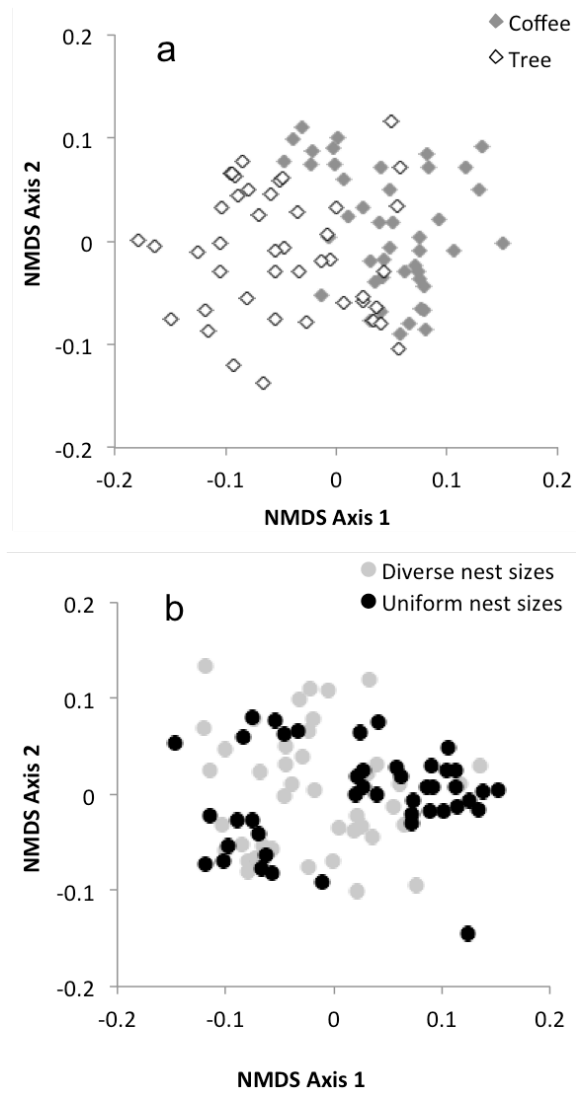 a
Coffee
Tree
0.2
0.1
0
-0.1
-0.2
NMDS Axis 2
-0.2 -0.1 0 0.1 0.2
NMDS Axis 1
b
Diverse nest sizes
Uniform nest sizes
0.2
0.1
0
-0.1
-0.2
NMDS Axis 2
-0.2 -0.1 0 0.1 0.2
NMDS Axis 1